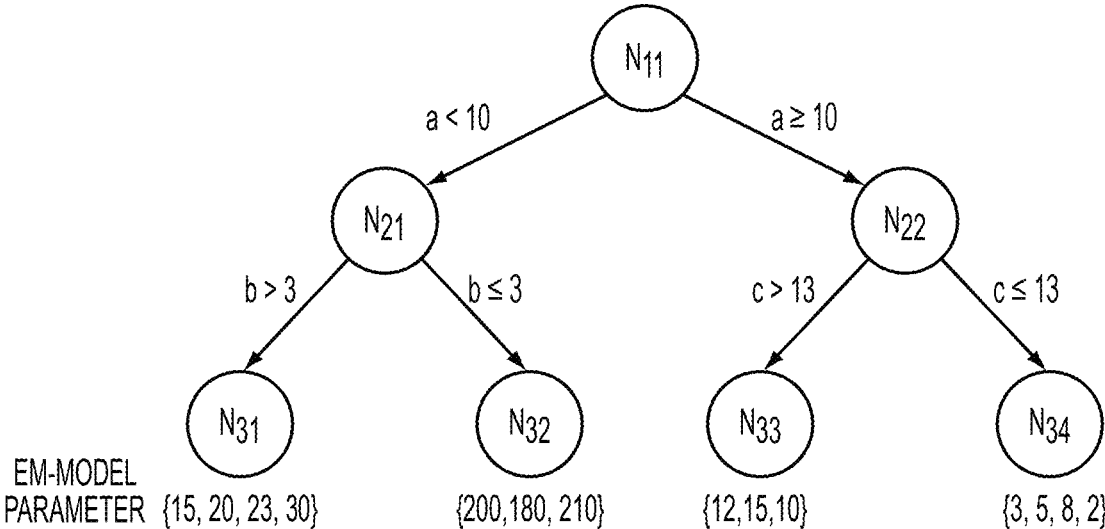 N11
a < 10
a ≥ 10
N21
N22
b > 3
b ≤ 3
c > 13
c ≤ 13
N31
N32
N33
N34
EM-MODEL
PARAMETER {15, 20, 23, 30} {200,180, 210} {12,15,10} {3, 5, 8, 2}